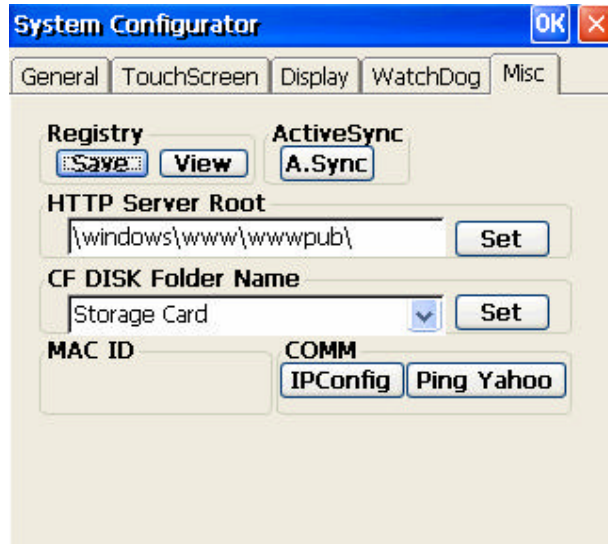 System Configurator OK
General TouchScreen Display WatchDog Misc
Registry ActiveSync
Save View A.Sync
HTTP Server Root
\windows\www\wwwpub\ Set
CF DISK Folder Name
Storage Card Set
MAC ID COMM
IPConfig Ping Yahoo